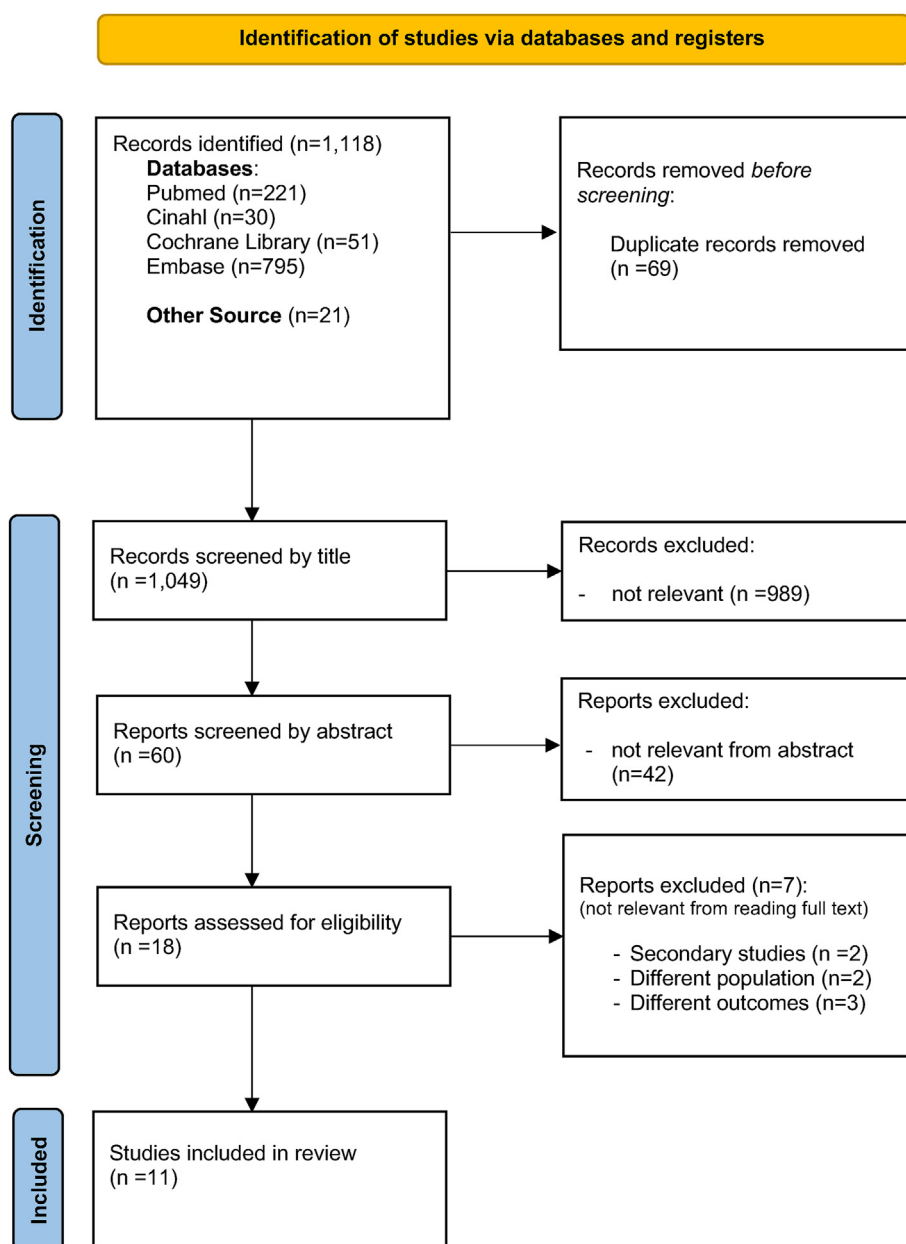 Identification of studies via databases and registers
Identification
Records identified (n=1,118)
Databases:
Pubmed (n=221)
Cinahl (n=30)
Cochrane Library (n=51)
Embase (n=795)
Other Source (n=21)
Records removed before
screening:
Duplicate records removed
(n =69)
Screening
Records screened by title
(n =1,049)
Records excluded:
- not relevant (n =989)
Reports screened by abstract
(n =60)
Reports excluded:
- not relevant from abstract
(n=42)
Reports assessed for eligibility
(n =18)
Reports excluded (n=7):
(not relevant from reading full text)
- Secondary studies (n =2)
- Different population (n=2)
- Different outcomes (n=3)
Included
Studies included in review
(n =11)